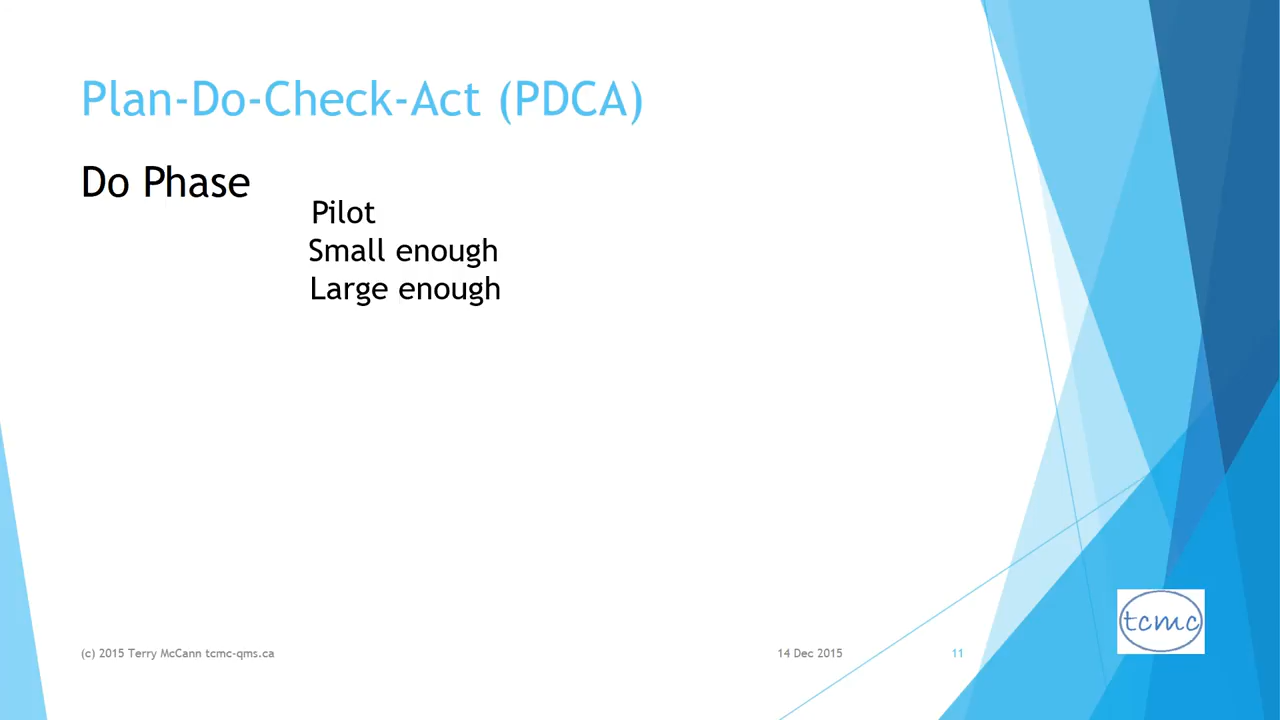 Plan-Do-Check-Act (PDCA)
Do Phase
Pilot
Small enough
Large enough
tcmc
(c) 2015 Terry McCann tcmc-qms.ca
14 Dec 2015
11